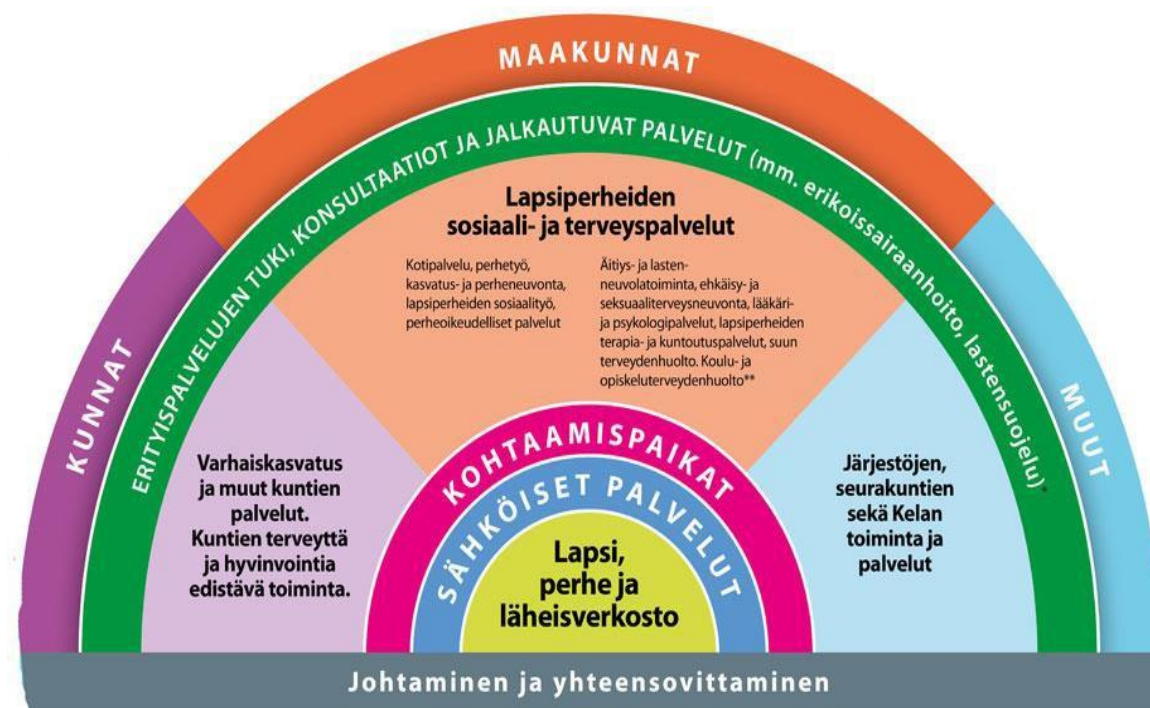 MAAKUNNAT
KUNNAT
MUUT
ERITYISPALVELUJEN TUKI, KONSULTAATIOT JA JALKAUTUVAT PALVELUT (mm. erikoissairaanhoito, lastensuojelu)*
Lapsiperheiden
sosiaali- ja terveyspalvelut
Kotipalvelu, perhetyö,
kasvatus- ja perheneuvonta,
lapsiperheiden sosiaalityö,
perheoikeudelliset palvelut
Äitiys- ja lasten-
neuvolatoiminta, ehkäisy- ja
seksuaaliterveysneuvonta, lääkäri-
ja psykologipalvelut, lapsiperheiden
terapia- ja kuntoutuspalvelut, suun
terveydenhuolto. Koulu- ja
opiskeluterveydenhuolto**
Varhaiskasvatus
ja muut kuntien
palvelut.
Kuntien terveyttä
ja hyvinvointia
edistävä toiminta.
Järjestöjen,
seurakuntien
sekä Kelan
toiminta ja
palvelut
KOHTAAMISPAIKAT
SÄHKÖISET PALVELUT
Lapsi,
perhe ja
läheisverkosto
Johtaminen ja yhteensovittaminen